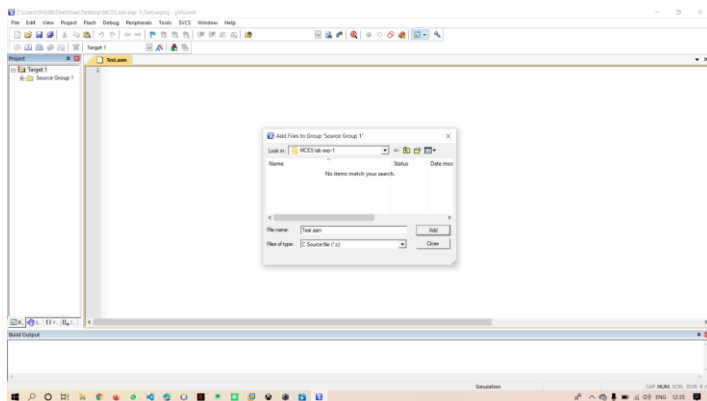 File Edit View Project Flash Debug Peripherals Tools SVCS Window Help
Target 1
Project
Test.asm
Target 1
Source Group 1
1
Add Files to Group 'Source Group 1'
Look in: MCES lab exp-1
Name Status Date mod
No items match your search.
File name: Test.asm Add
Files of type: C Source file (*.c) Close
Build Output
Simulation CAP NUM SCRL OVR R
ENG 12:35